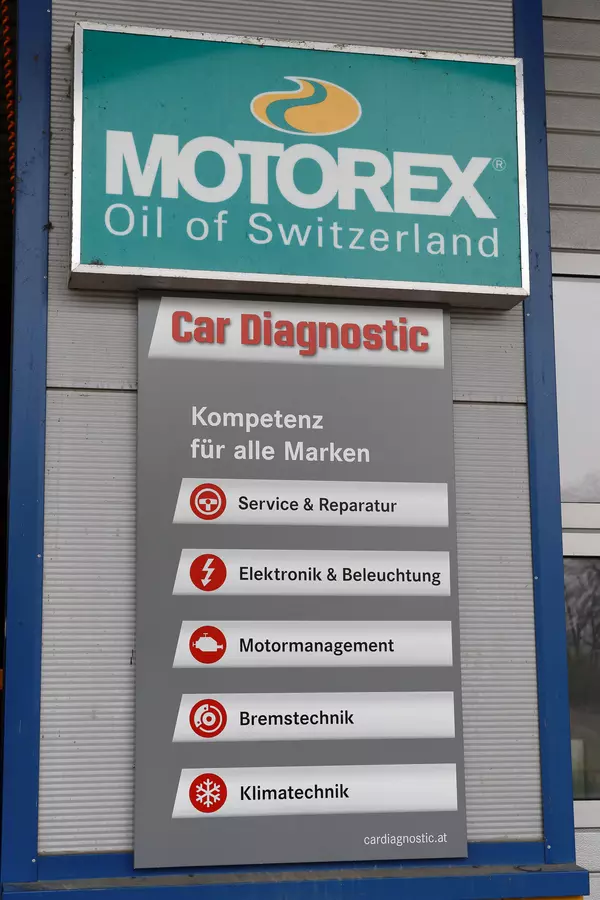 MOTOREX®
Oil of Switzerland
Car Diagnostic
Kompetenz
für alle Marken
Service & Reparatur
Elektronik & Beleuchtung
Motormanagement
Bremstechnik
Klimatechnik
cardiagnostic.at